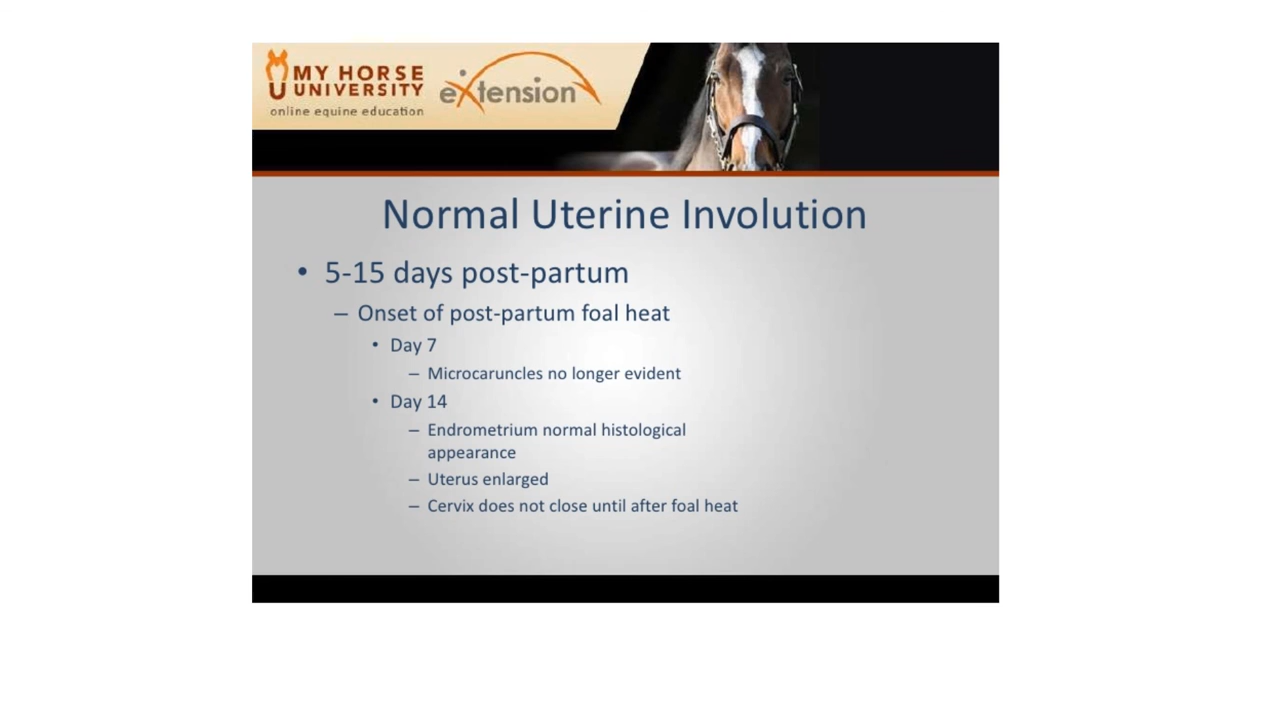 MY HORSE
UNIVERSITY
online equine education
eXtension
Normal Uterine Involution
• 5-15 days post-partum
– Onset of post-partum foal heat
• Day 7
– Microcaruncles no longer evident
• Day 14
– Endrometrium normal histological
appearance
– Uterus enlarged
– Cervix does not close until after foal heat